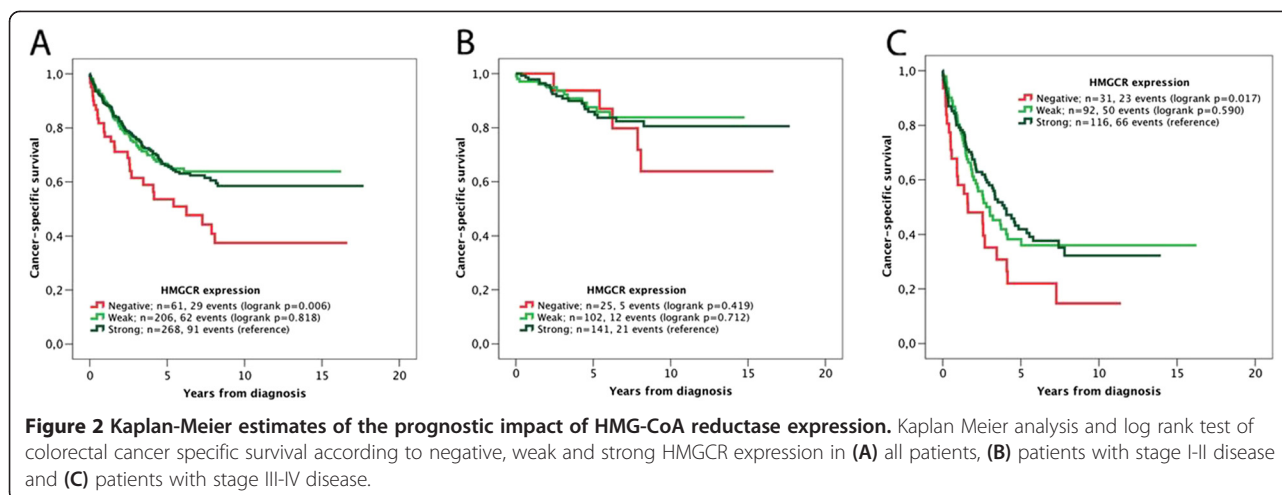 A
1,0
0,8
0,6
0,4
0,2
0,0
Cancer-specific survival
HMGCR expression
Negative; n=61, 29 events (logrank p=0.006)
Weak; n=206, 62 events (logrank p=0.818)
Strong; n=268, 91 events (reference)
0 5 10 15 20
Years from diagnosis
B
1,0
0,8
0,6
0,4
0,2
0,0
Cancer-specific survival
HMGCR expression
Negative; n=25, 5 events (logrank p=0.419)
Weak; n=102, 12 events (logrank p=0.712)
Strong; n=141, 21 events (reference)
0 5 10 15 20
Years from diagnosis
C
1,0
0,8
0,6
0,4
0,2
0,0
Cancer-specific survival
HMGCR expression
Negative; n=31, 23 events (logrank p=0.017)
Weak; n=92, 50 events (logrank p=0.590)
Strong; n=116, 66 events (reference)
0 5 10 15 20
Years from diagnosis
Figure 2 Kaplan-Meier estimates of the prognostic impact of HMG-CoA reductase expression. Kaplan Meier analysis and log rank test of
colorectal cancer specific survival according to negative, weak and strong HMGCR expression in (A) all patients, (B) patients with stage I-II disease
and (C) patients with stage III-IV disease.